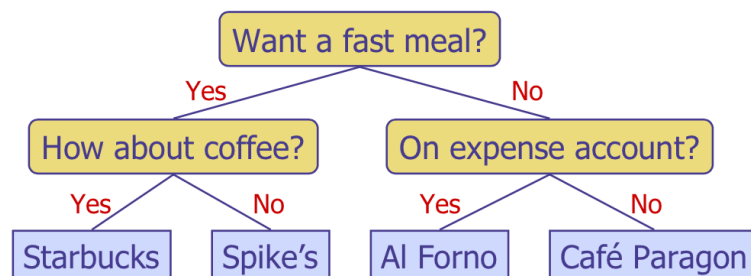 Want a fast meal?
Yes
No
How about coffee?
On expense account?
Yes
No
Yes
No
Starbucks
Spike’s
Al Forno
Café Paragon